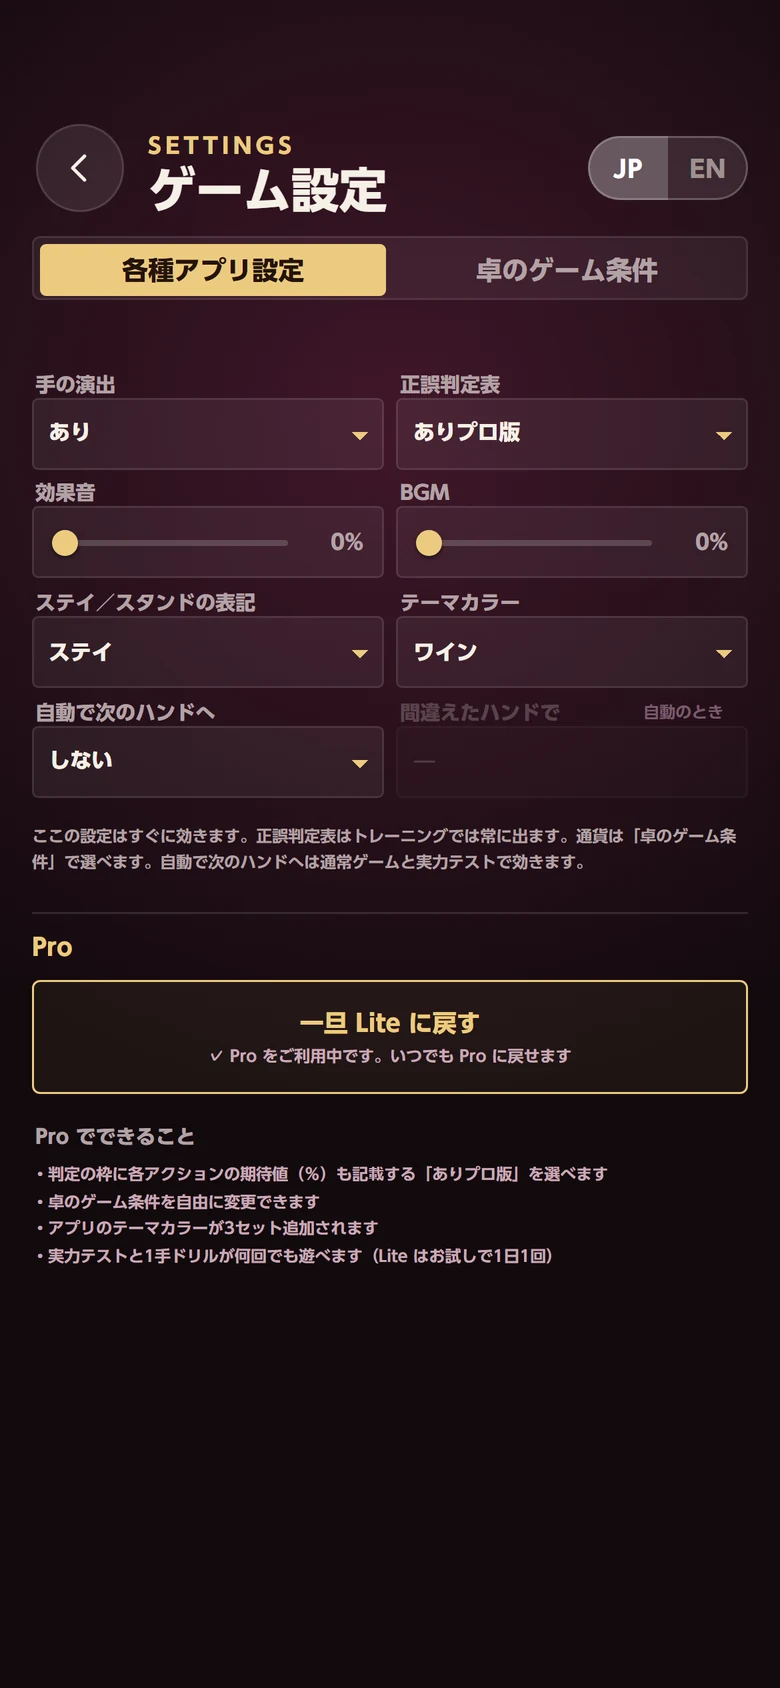 SETTINGS
ゲーム設定
JP
EN
各種アプリ設定
卓のゲーム条件
手の演出
正誤判定表
あり
ありプロ版
効果音
BGM
0%
0%
ステイ／スタンドの表記
テーマカラー
ステイ
ワイン
自動で次のハンドへ
間違えたハンドで
自動のとき
しない
—
ここの設定はすぐに効きます。正誤判定表はトレーニングでは常に出ます。通貨は「卓のゲーム条
件」で選べます。自動で次のハンドへは通常ゲームと実力テストで効きます。
Pro
一旦 Lite に戻す
✓ Pro をご利用中です。いつでも Pro に戻せます
Pro でできること
・判定の枠に各アクションの期待値（%）も記載する「ありプロ版」を選べます
・卓のゲーム条件を自由に変更できます
・アプリのテーマカラーが3セット追加されます
・実力テストと1手ドリルが何回でも遊べます（Lite はお試しで1日1回）